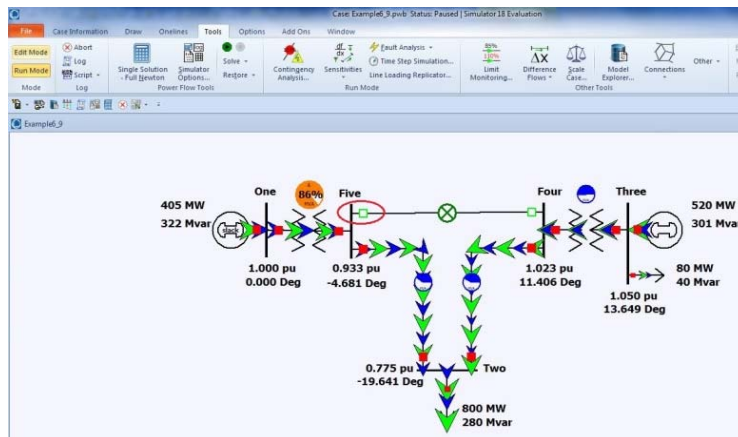 Case: Example6_9.pwb Status: Paused | Simulator 18 Evaluation
File Case Information Draw Onelines Tools Options Add Ons Window
Edit Mode
Run Mode
Mode
Abort
Log
Script
Log
Single Solution
- Full Newton
Simulator
Options...
Solve
Restore
Power Flow Tools
Contingency
Analysis...
Sensitivities
Fault Analysis
Time Step Simulation...
Line Loading Replicator...
Run Mode
Limit
Monitoring...
Difference
Flows
Scale
Case...
Model
Explorer...
Connections
Other
Other Tools
Example6_9
One
86%
Five
Four
Three
405 MW
322 Mvar
slack
520 MW
301 Mva
1.000 pu
0.000 Deg
0.933 pu
-4.681 Deg
1.023 pu
11.406 Deg
80 MW
40 Mvar
1.050 pu
13.649 Deg
0.775 pu
-19.641 Deg
Two
800 MW
280 Mvar